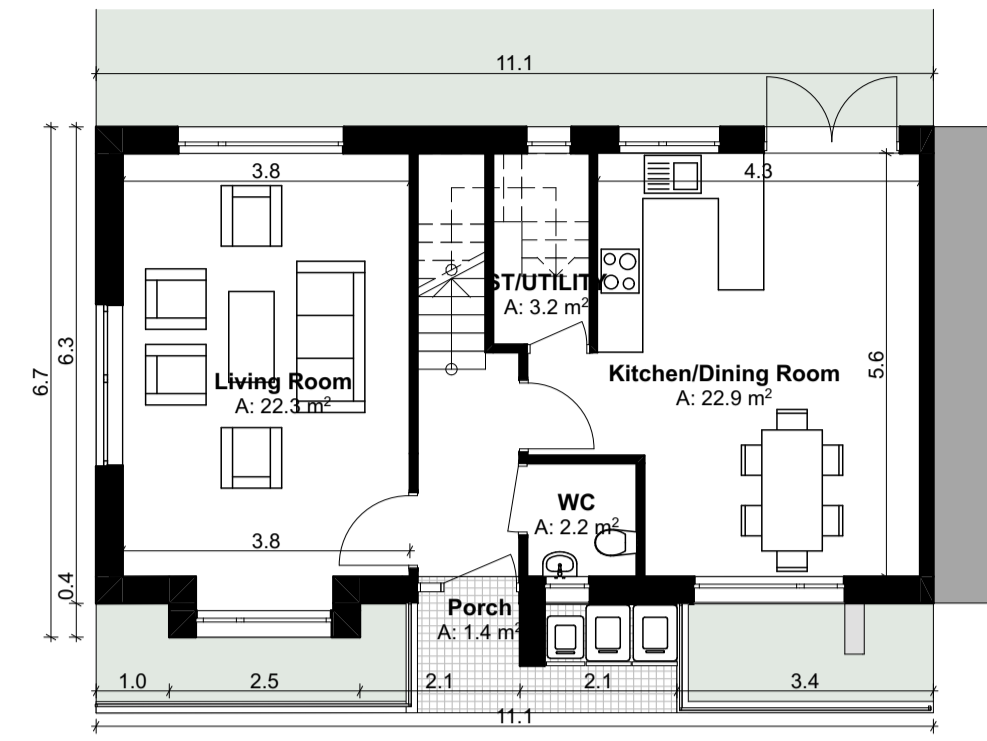 11.1
3.8
4.3
6.7
6.3
ST/UTILITY
A: 3.2 m²
5.6
Living Room
A: 22.3 m²
Kitchen/Dining Room
A: 22.9 m²
WC
A: 2.2 m²
3.8
0.4
Porch
A: 1.4 m²
1.0
2.5
2.1
2.1
3.4
11.1